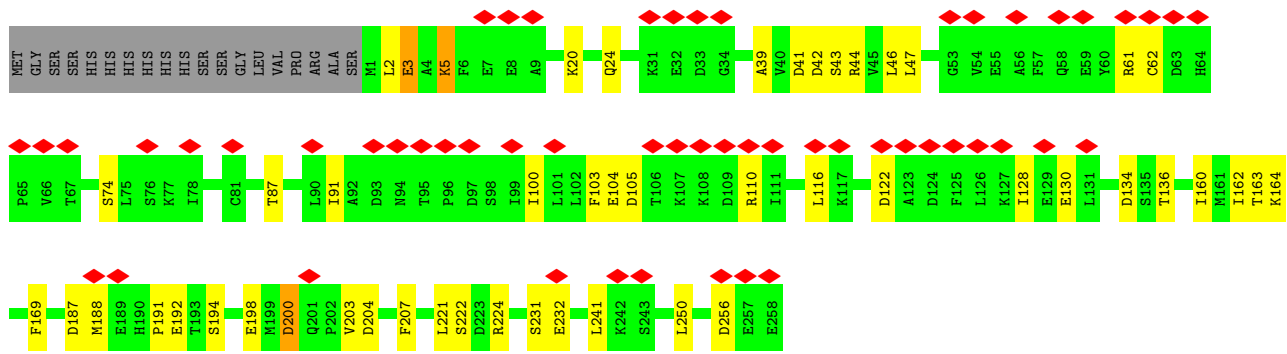 MET GLY SER SER HIS HIS HIS HIS HIS HIS SER SER GLY LEU VAL PRO ARG ALA SER M1 L2 E3 A4 K5 F6 E7 E8 A9 K20 Q24 K31 E32 D33 G34 A39 V40 D41 D42 S43 R44 V45 L46 L47 G53 V54 E55 A56 F57 Q58 E59 Y60 R61 C62 D63 H64
P65 V66 T67 S74 L75 S76 K77 I78 C81 T87 L90 I91 A92 D93 N94 T95 P96 D97 S98 I99 I100 L101 L102 F103 E104 D105 T106 K107 K108 D109 R110 I111 L116 K117 D122 A123 D124 F125 L126 K127 I128 E129 E130 L131 D134 S135 T136 I160 M161 I162 T163 K164
F169 D187 M188 E189 H190 P191 E192 T193 S194 E198 M199 D200 Q201 P202 V203 D204 F207 L221 S222 D223 R224 S231 E232 L241 K242 S243 L250 D256 E257 E258